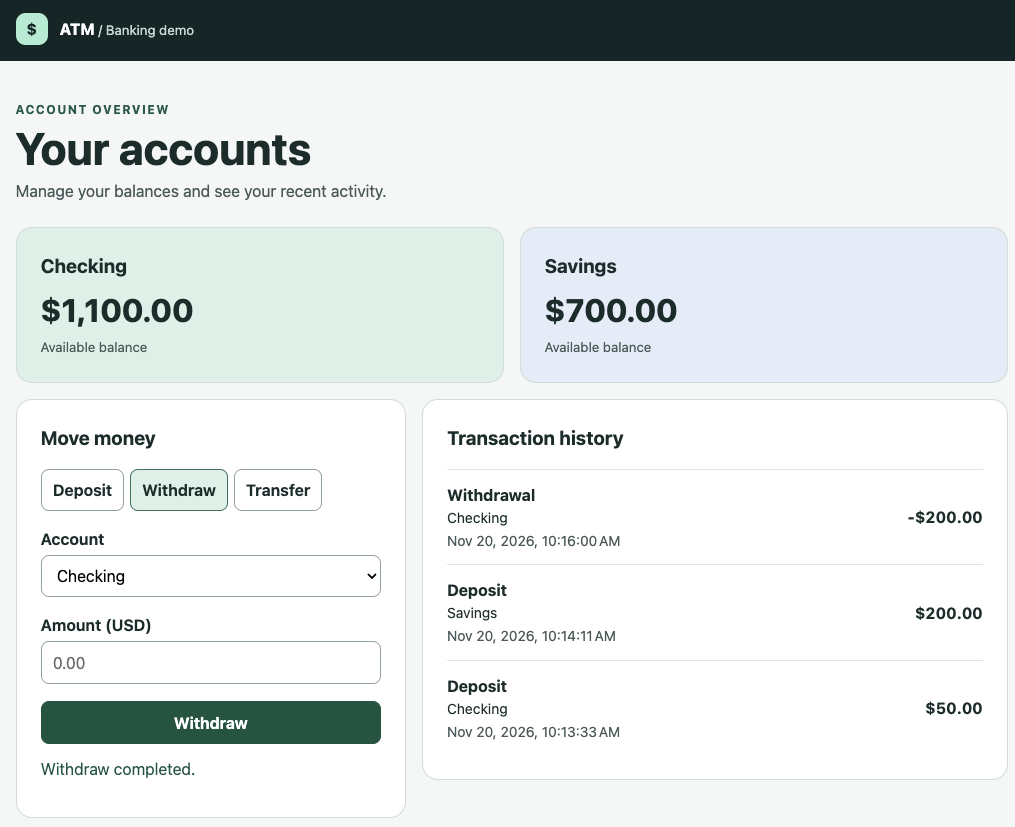 $ ATM / Banking demo
ACCOUNT OVERVIEW
Your accounts
Manage your balances and see your recent activity.
Checking
$1,100.00
Available balance
Savings
$700.00
Available balance
Move money
Deposit Withdraw Transfer
Account
Checking
Amount (USD)
0.00
Withdraw
Withdraw completed.
Transaction history
Withdrawal
Checking
Nov 20, 2026, 10:16:00 AM
-$200.00
Deposit
Savings
Nov 20, 2026, 10:14:11 AM
$200.00
Deposit
Checking
Nov 20, 2026, 10:13:33 AM
$50.00